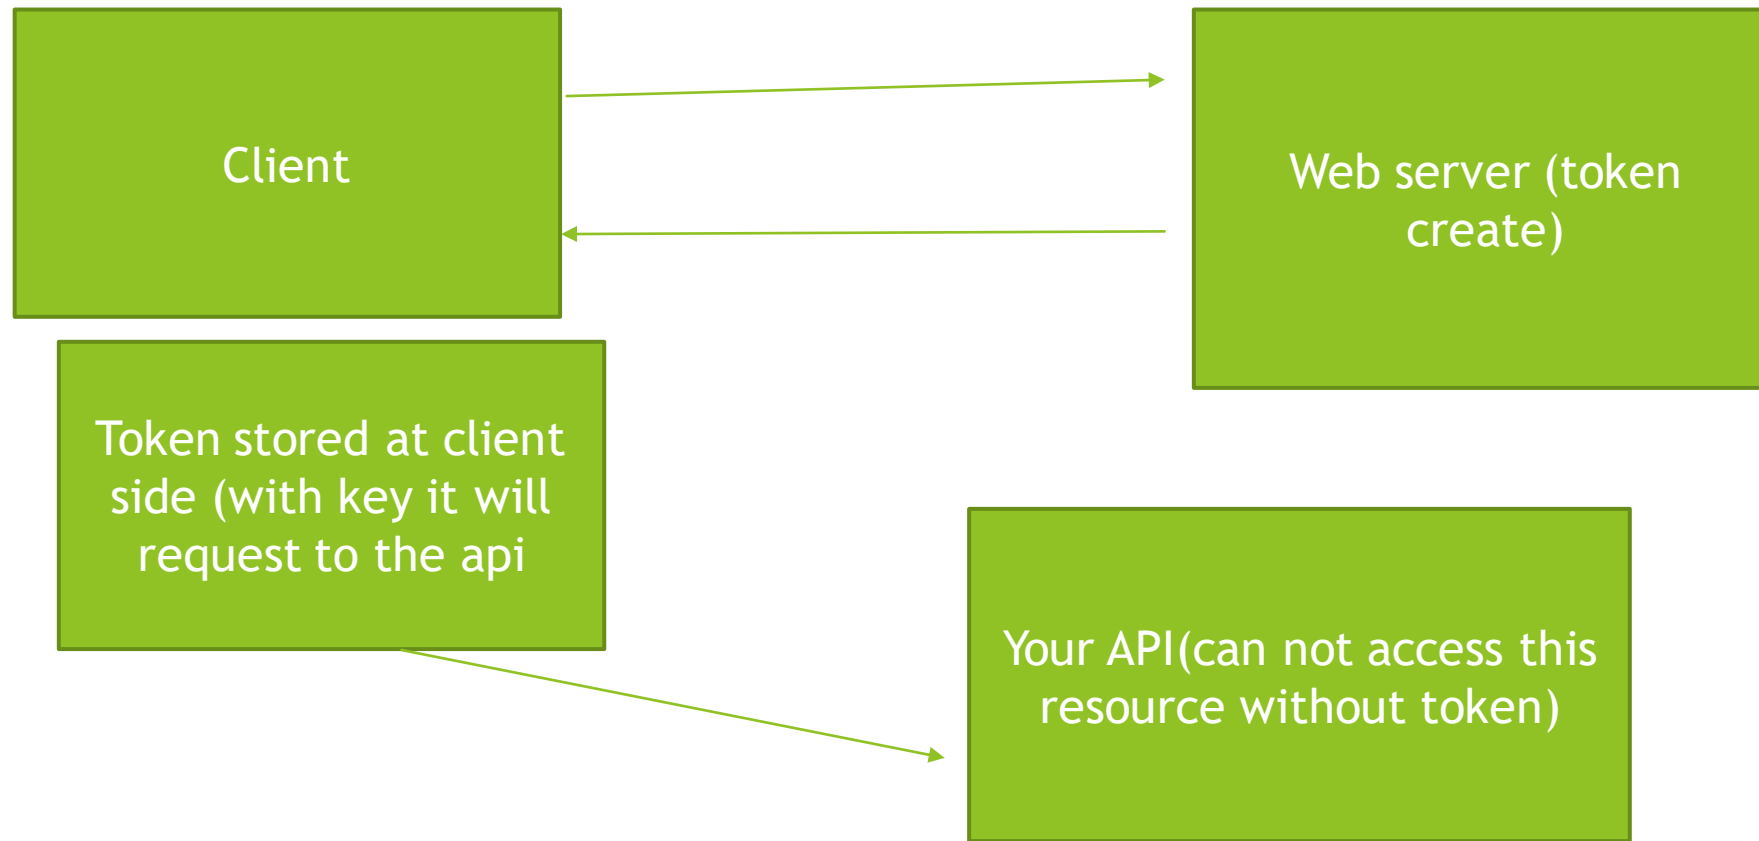 Client
Web server (token
create)
Token stored at client
side (with key it will
request to the api
Your API(can not access this
resource without token)